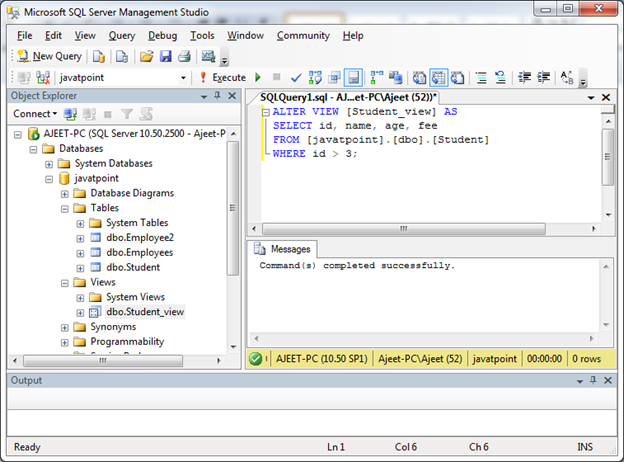 Microsoft SQL Server Management Studio
File Edit View Query Debug Tools Window Community Help
New Query
javatpoint Execute
Object Explorer
Connect
AJEET-PC (SQL Server 10.50.2500 - Ajeet-P
Databases
System Databases
javatpoint
Database Diagrams
Tables
System Tables
dbo.Employee2
dbo.Employees
dbo.Student
Views
System Views
dbo.Student_view
Synonyms
Programmability
SQLQuery1.sql - AJ...et-PC\Ajeet (52))*
ALTER VIEW [Student_view] AS
SELECT id, name, age, fee
FROM [javatpoint].[dbo].[Student]
WHERE id > 3;
Messages
Command(s) completed successfully.
AJEET-PC (10.50 SP1) Ajeet-PC\Ajeet (52) javatpoint 00:00:00 0 rows
Output
Ready Ln 1 Col 6 Ch 6 INS